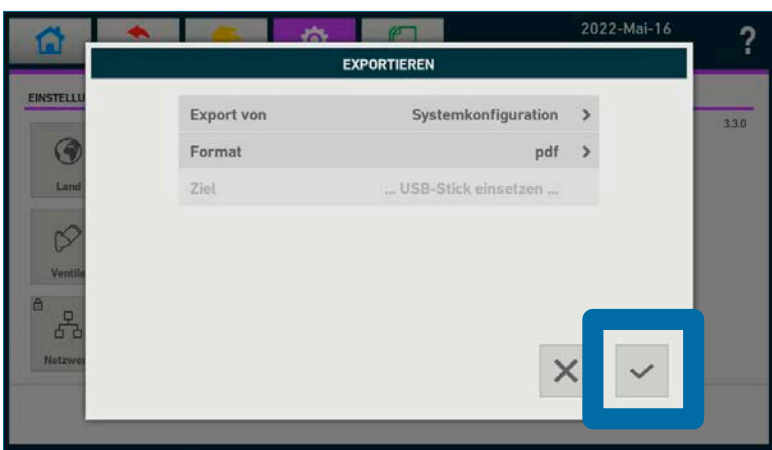 2022-Mai-16
?
EXPORTIEREN
EINSTELLU
3.3.0
Export von Systemkonfiguration >
Format pdf >
Ziel ... USB-Stick einsetzen ...
Land
Ventile
Netzwer